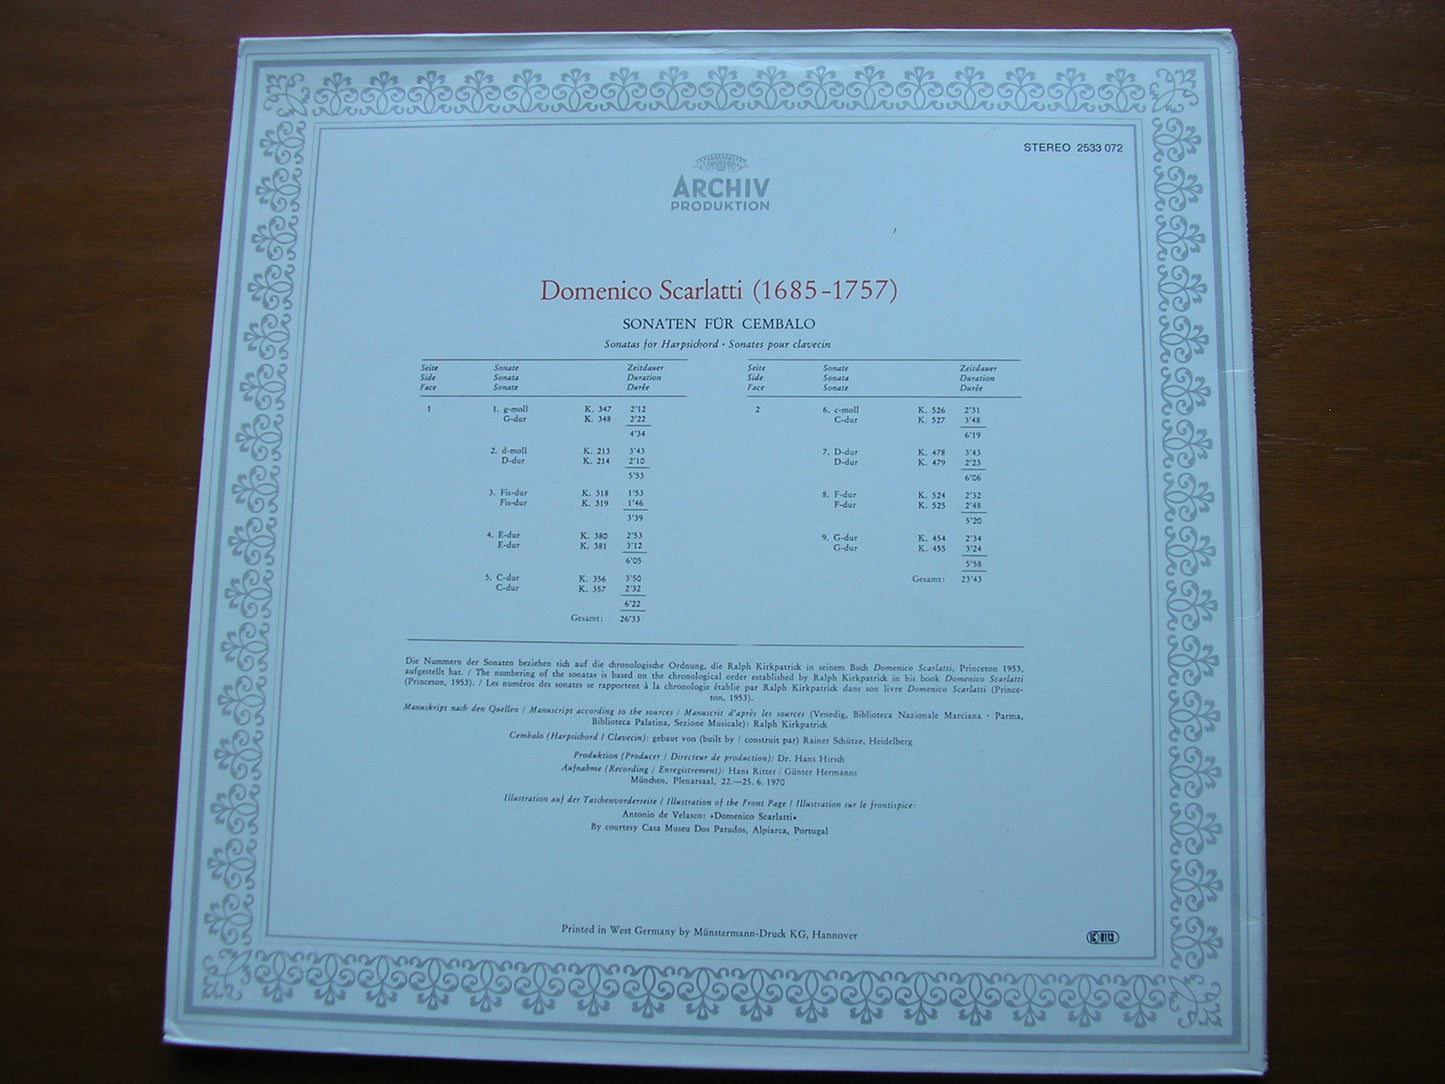 STEREO 2533 072
ARCHIV
PRODUKTION
Domenico Scarlatti (1685-1757)
SONATEN FÜR CEMBALO
Sonatas for Harpsichord · Sonates pour clavecin
Seite Sonate Zeitdauer
Side Sonata Duration
Face Sonate Durée
1 1. g-moll K. 347 2'12
G-dur K. 348 2'22
4'34
2. d-moll K. 213 3'43
D-dur K. 214 2'10
5'53
3. Fis-dur K. 318 1'53
Fis-dur K. 319 1'46
3'39
4. E-dur K. 380 2'53
E-dur K. 381 3'12
6'05
5. C-dur K. 356 3'50
C-dur K. 357 2'32
6'22
Gesamt: 26'33
Seite Sonate Zeitdauer
Side Sonata Duration
Face Sonate Durée
2 6. c-moll K. 526 2'31
C-dur K. 527 3'48
6'19
7. D-dur K. 478 3'43
D-dur K. 479 2'23
6'06
8. F-dur K. 524 2'32
F-dur K. 525 2'48
5'20
9. G-dur K. 454 2'34
G-dur K. 455 3'24
5'58
Gesamt: 23'43
Die Nummern der Sonaten beziehen sich auf die chronologische Ordnung, die Ralph Kirkpatrick in seinem Buch Domenico Scarlatti, Princeton 1953,
aufgestellt hat. / The numbering of the sonatas is based on the chronological order established by Ralph Kirkpatrick in his book Domenico Scarlatti
(Princeton, 1953). / Les numéros des sonates se rapportent à la chronologie établie par Ralph Kirkpatrick dans son livre Domenico Scarlatti (Prince-
ton, 1953).
Manuskript nach den Quellen / Manuscript according to the sources / Manuscrit d'après les sources (Venedig, Biblioteca Nazionale Marciana · Parma,
Biblioteca Palatina, Sezione Musicale): Ralph Kirkpatrick
Cembalo (Harpsichord / Clavecin): gebaut von (built by / construit par) Rainer Schütze, Heidelberg
Produktion (Producer / Directeur de production): Dr. Hans Hirsch
Aufnahme (Recording / Enregistrement): Hans Ritter / Günter Hermanns
München, Plenarsaal, 22.—25. 6. 1970
Illustration auf der Taschenvorderseite / Illustration of the Front Page / Illustration sur le frontispice:
Antonio de Velasco: »Domenico Scarlatti«
By courtesy Casa Museu Dos Patudos, Alpiarca, Portugal
Printed in West Germany by Münstermann-Druck KG, Hannover
LC 0113